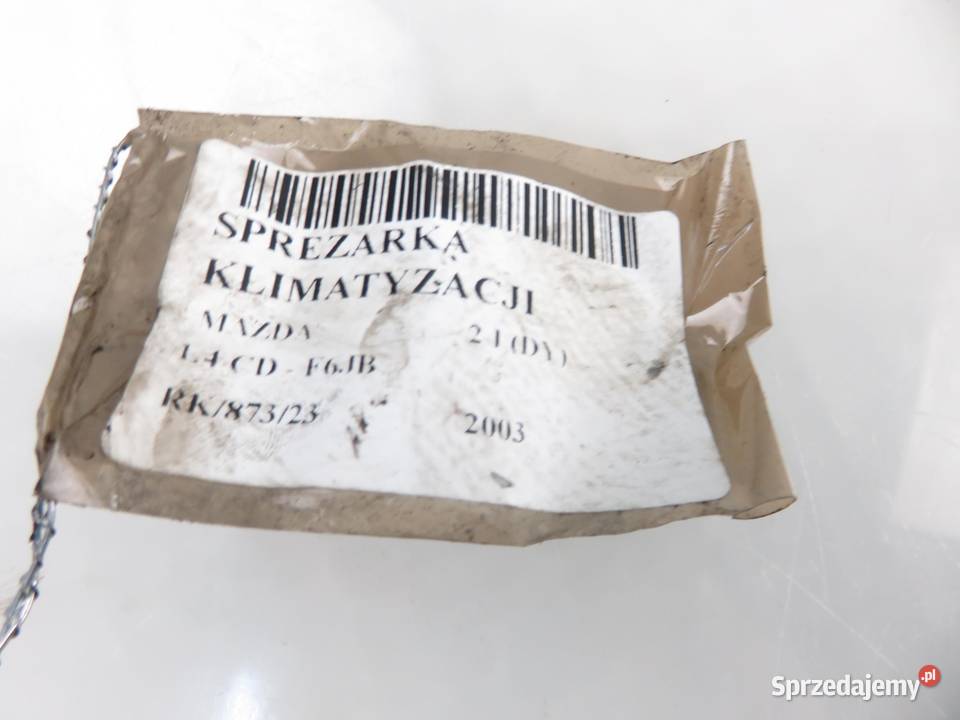 SPREZARKA
KLIMATYZACJI
MAZDA 2 I (DY)
1.4 CD - F6JB
RK/873/23 2003
Sprzedajemy.pl